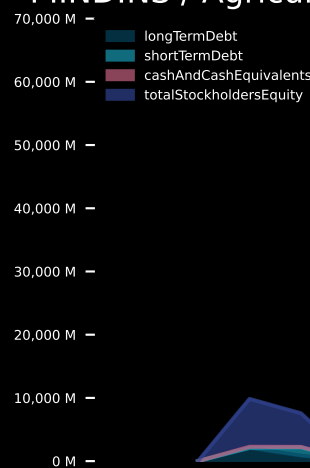 70,000 M
longTermDebt
shortTermDebt
cashAndCashEquivalents
totalStockholdersEquity
60,000 M
50,000 M
40,000 M
30,000 M
20,000 M
10,000 M
0 M